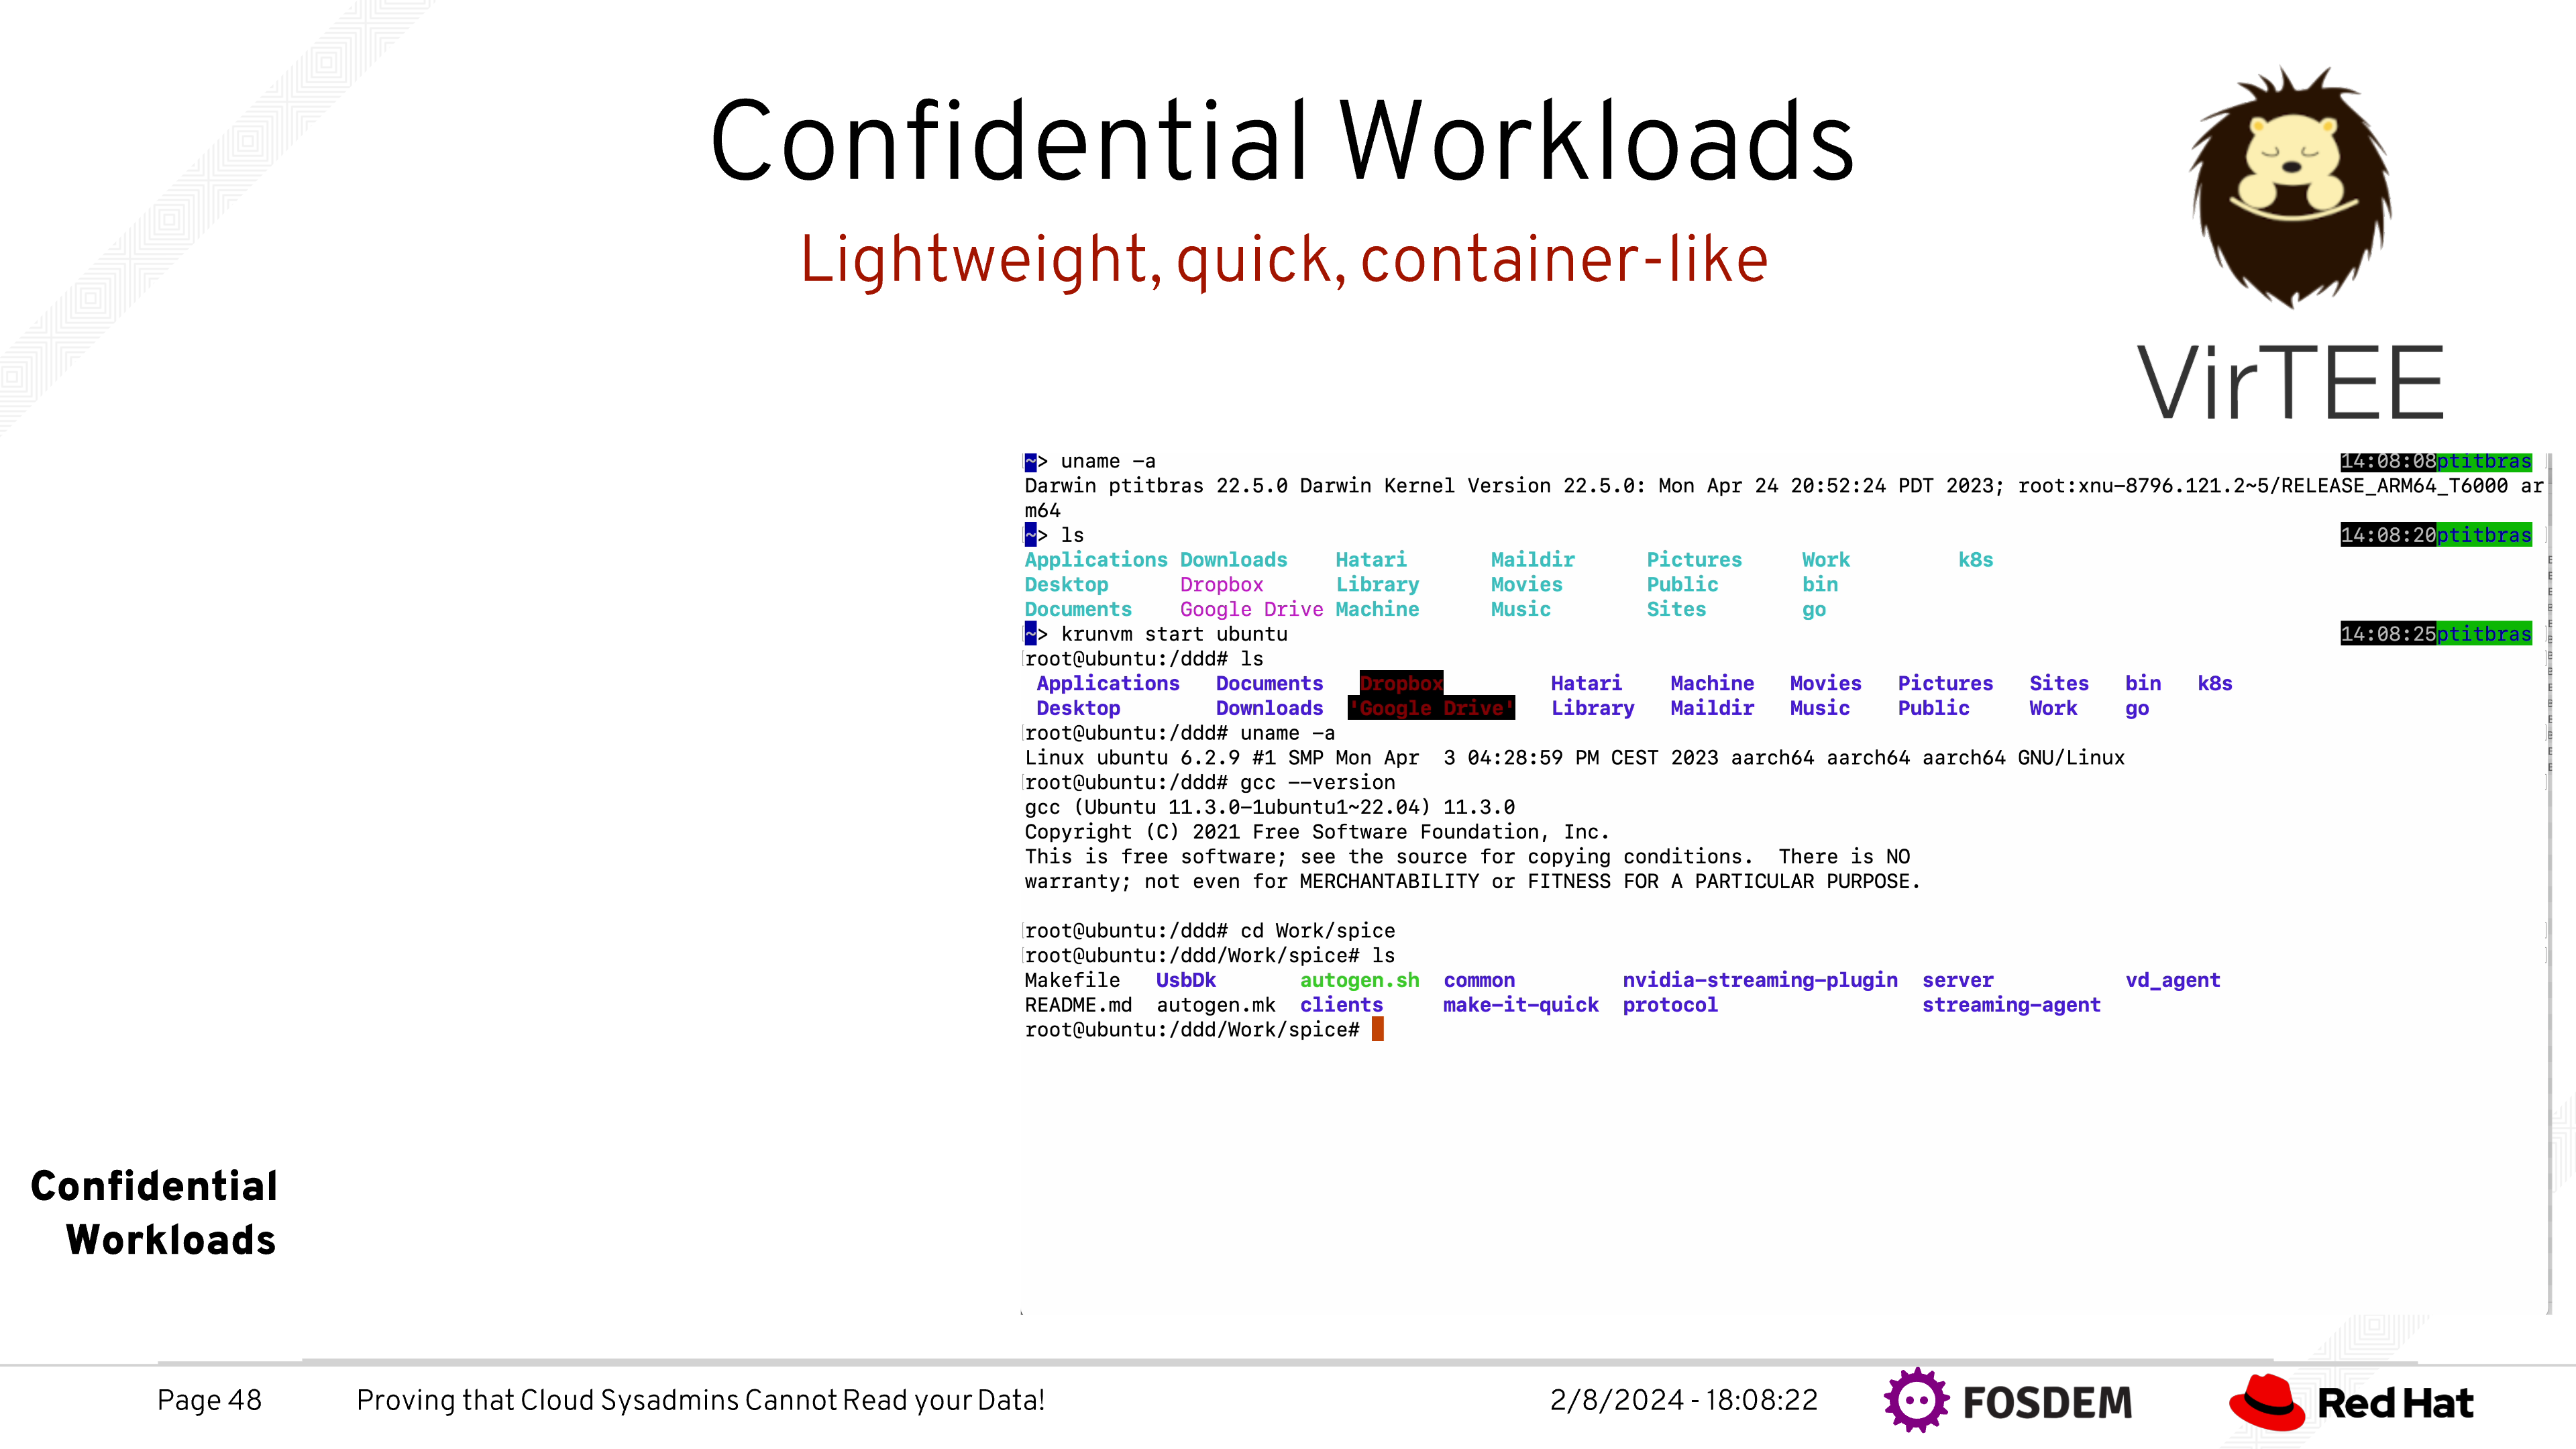 Confidential Workloads
Lightweight, quick, container-like
VirTEE
~> uname -a 14:08:08ptitbras
Darwin ptitbras 22.5.0 Darwin Kernel Version 22.5.0: Mon Apr 24 20:52:24 PDT 2023; root:xnu-8796.121.2~5/RELEASE_ARM64_T6000 ar
m64
~> ls 14:08:20ptitbras
Applications Downloads Hatari Maildir Pictures Work k8s
Desktop Dropbox Library Movies Public bin
Documents Google Drive Machine Music Sites go
~> krunvm start ubuntu 14:08:25ptitbras
root@ubuntu:/ddd# ls
Applications Documents Dropbox Hatari Machine Movies Pictures Sites bin k8s
Desktop Downloads 'Google Drive' Library Maildir Music Public Work go
root@ubuntu:/ddd# uname -a
Linux ubuntu 6.2.9 #1 SMP Mon Apr  3 04:28:59 PM CEST 2023 aarch64 aarch64 aarch64 GNU/Linux
root@ubuntu:/ddd# gcc --version
gcc (Ubuntu 11.3.0-1ubuntu1~22.04) 11.3.0
Copyright (C) 2021 Free Software Foundation, Inc.
This is free software; see the source for copying conditions.  There is NO
warranty; not even for MERCHANTABILITY or FITNESS FOR A PARTICULAR PURPOSE.
root@ubuntu:/ddd# cd Work/spice
root@ubuntu:/ddd/Work/spice# ls
Makefile UsbDk autogen.sh common nvidia-streaming-plugin server vd_agent
README.md autogen.mk clients make-it-quick protocol streaming-agent
root@ubuntu:/ddd/Work/spice#
Confidential
Workloads
Page 48 Proving that Cloud Sysadmins Cannot Read your Data! 2/8/2024 - 18:08:22 FOSDEM Red Hat